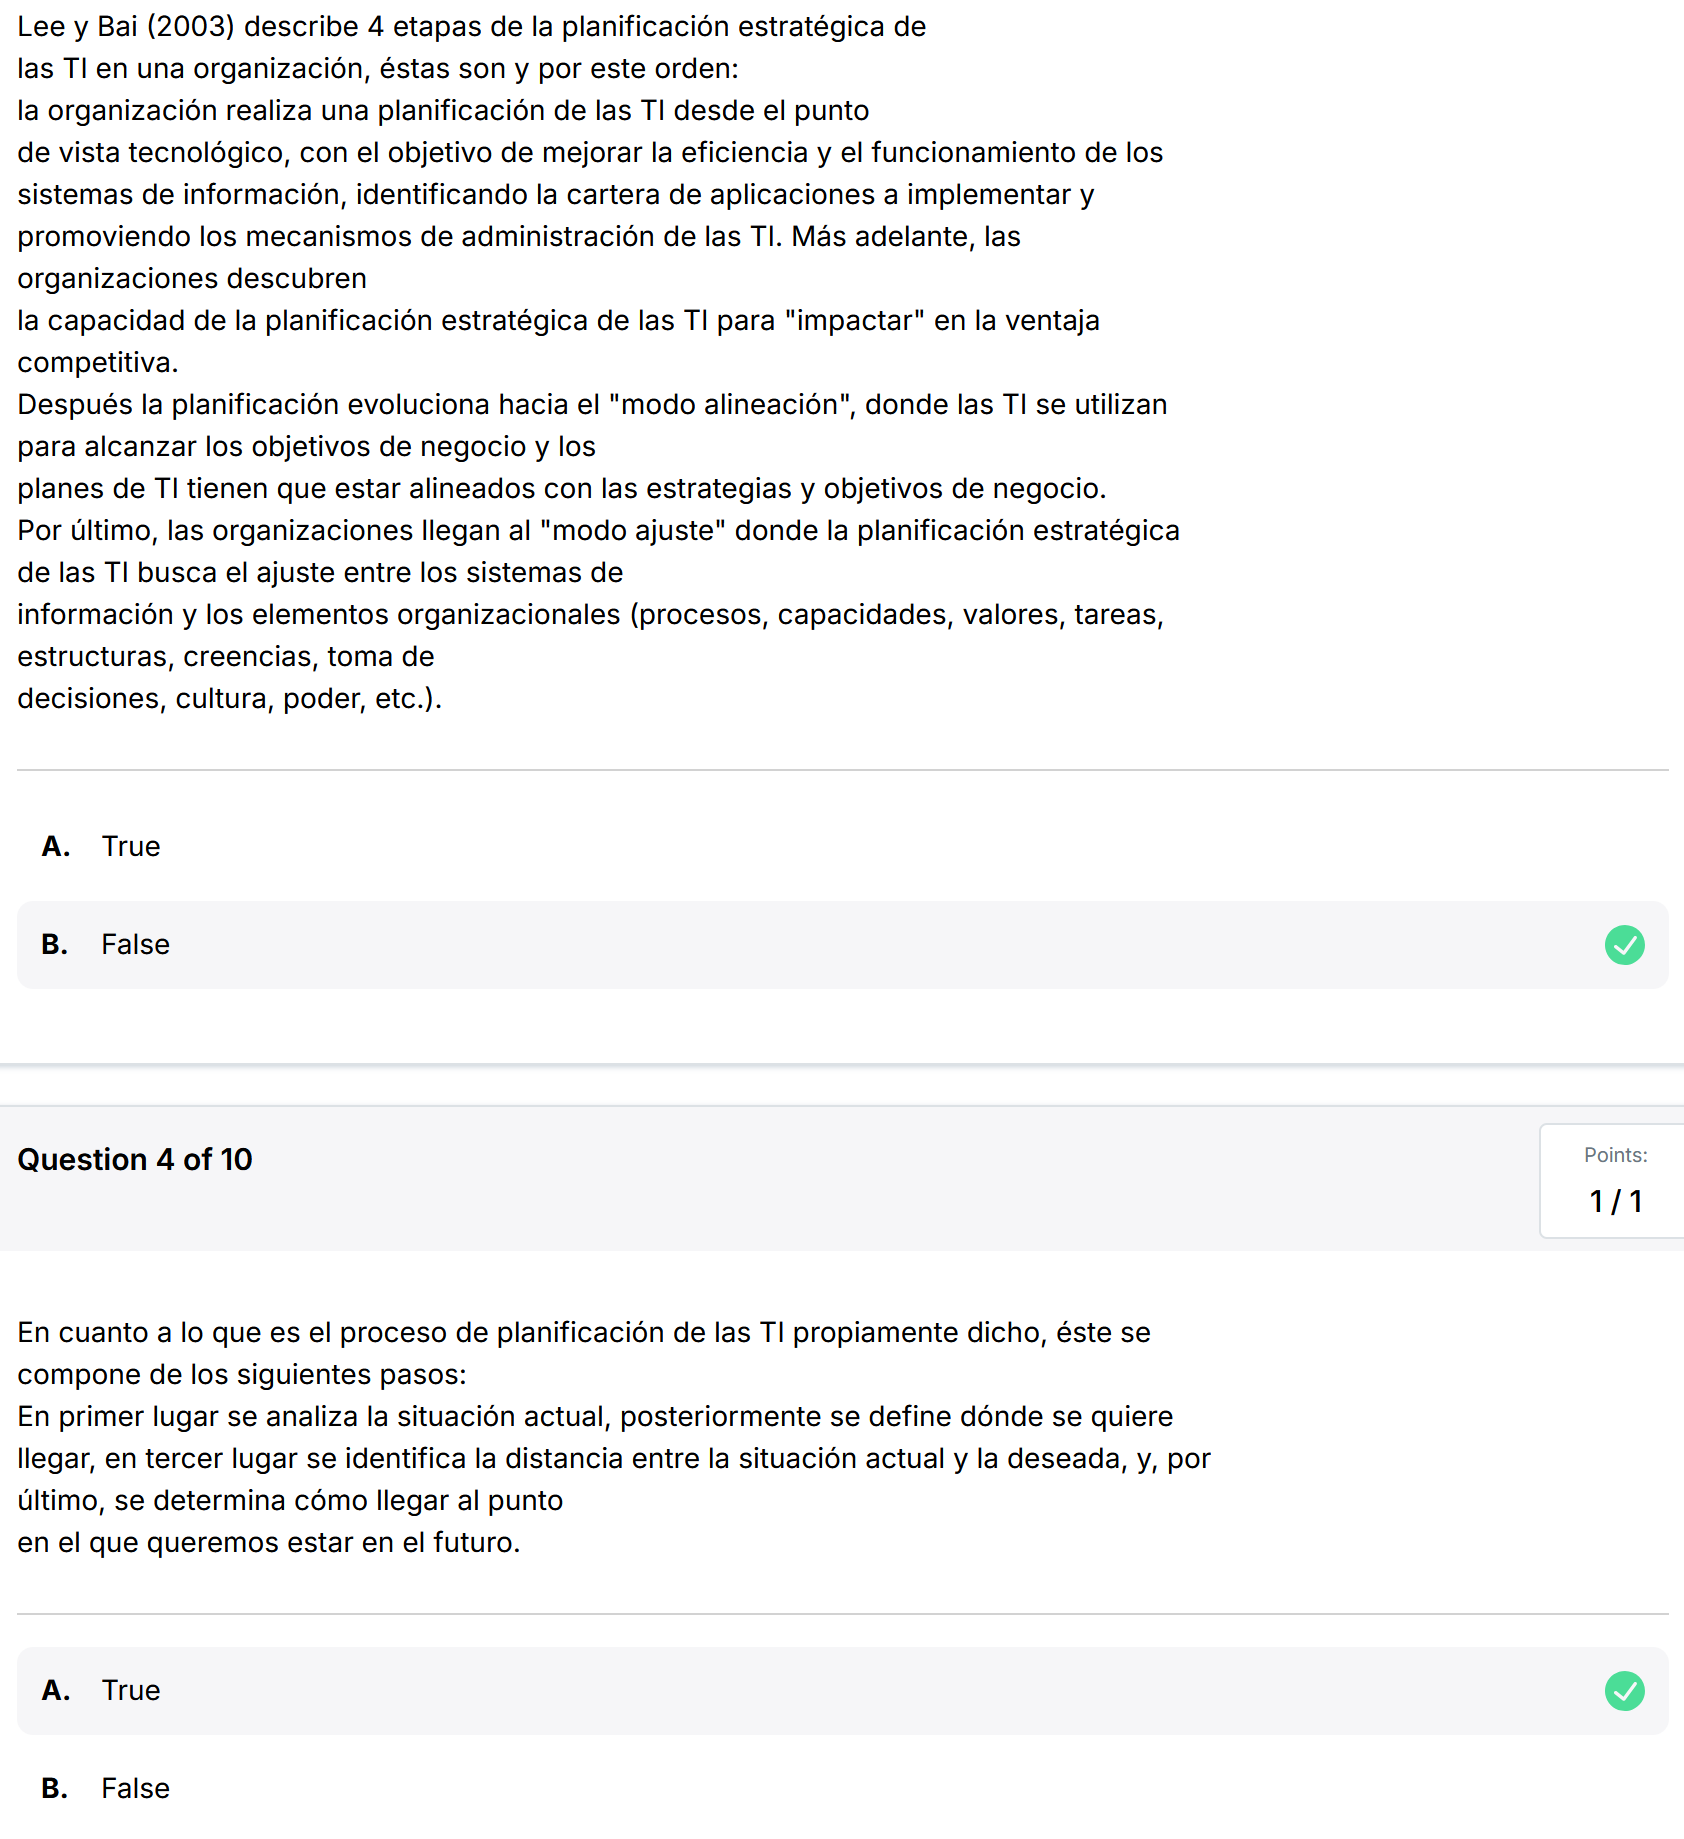 Lee y Bai (2003) describe 4 etapas de la planificación estratégica de
las TI en una organización, éstas son y por este orden:
la organización realiza una planificación de las TI desde el punto
de vista tecnológico, con el objetivo de mejorar la eficiencia y el funcionamiento de los
sistemas de información, identificando la cartera de aplicaciones a implementar y
promoviendo los mecanismos de administración de las TI. Más adelante, las
organizaciones descubren
la capacidad de la planificación estratégica de las TI para "impactar" en la ventaja
competitiva.
Después la planificación evoluciona hacia el "modo alineación", donde las TI se utilizan
para alcanzar los objetivos de negocio y los
planes de TI tienen que estar alineados con las estrategias y objetivos de negocio.
Por último, las organizaciones llegan al "modo ajuste" donde la planificación estratégica
de las TI busca el ajuste entre los sistemas de
información y los elementos organizacionales (procesos, capacidades, valores, tareas,
estructuras, creencias, toma de
decisiones, cultura, poder, etc.).
A. True
B. False
Question 4 of 10
Points:
1 / 1
En cuanto a lo que es el proceso de planificación de las TI propiamente dicho, éste se
compone de los siguientes pasos:
En primer lugar se analiza la situación actual, posteriormente se define dónde se quiere
llegar, en tercer lugar se identifica la distancia entre la situación actual y la deseada, y, por
último, se determina cómo llegar al punto
en el que queremos estar en el futuro.
A. True
B. False